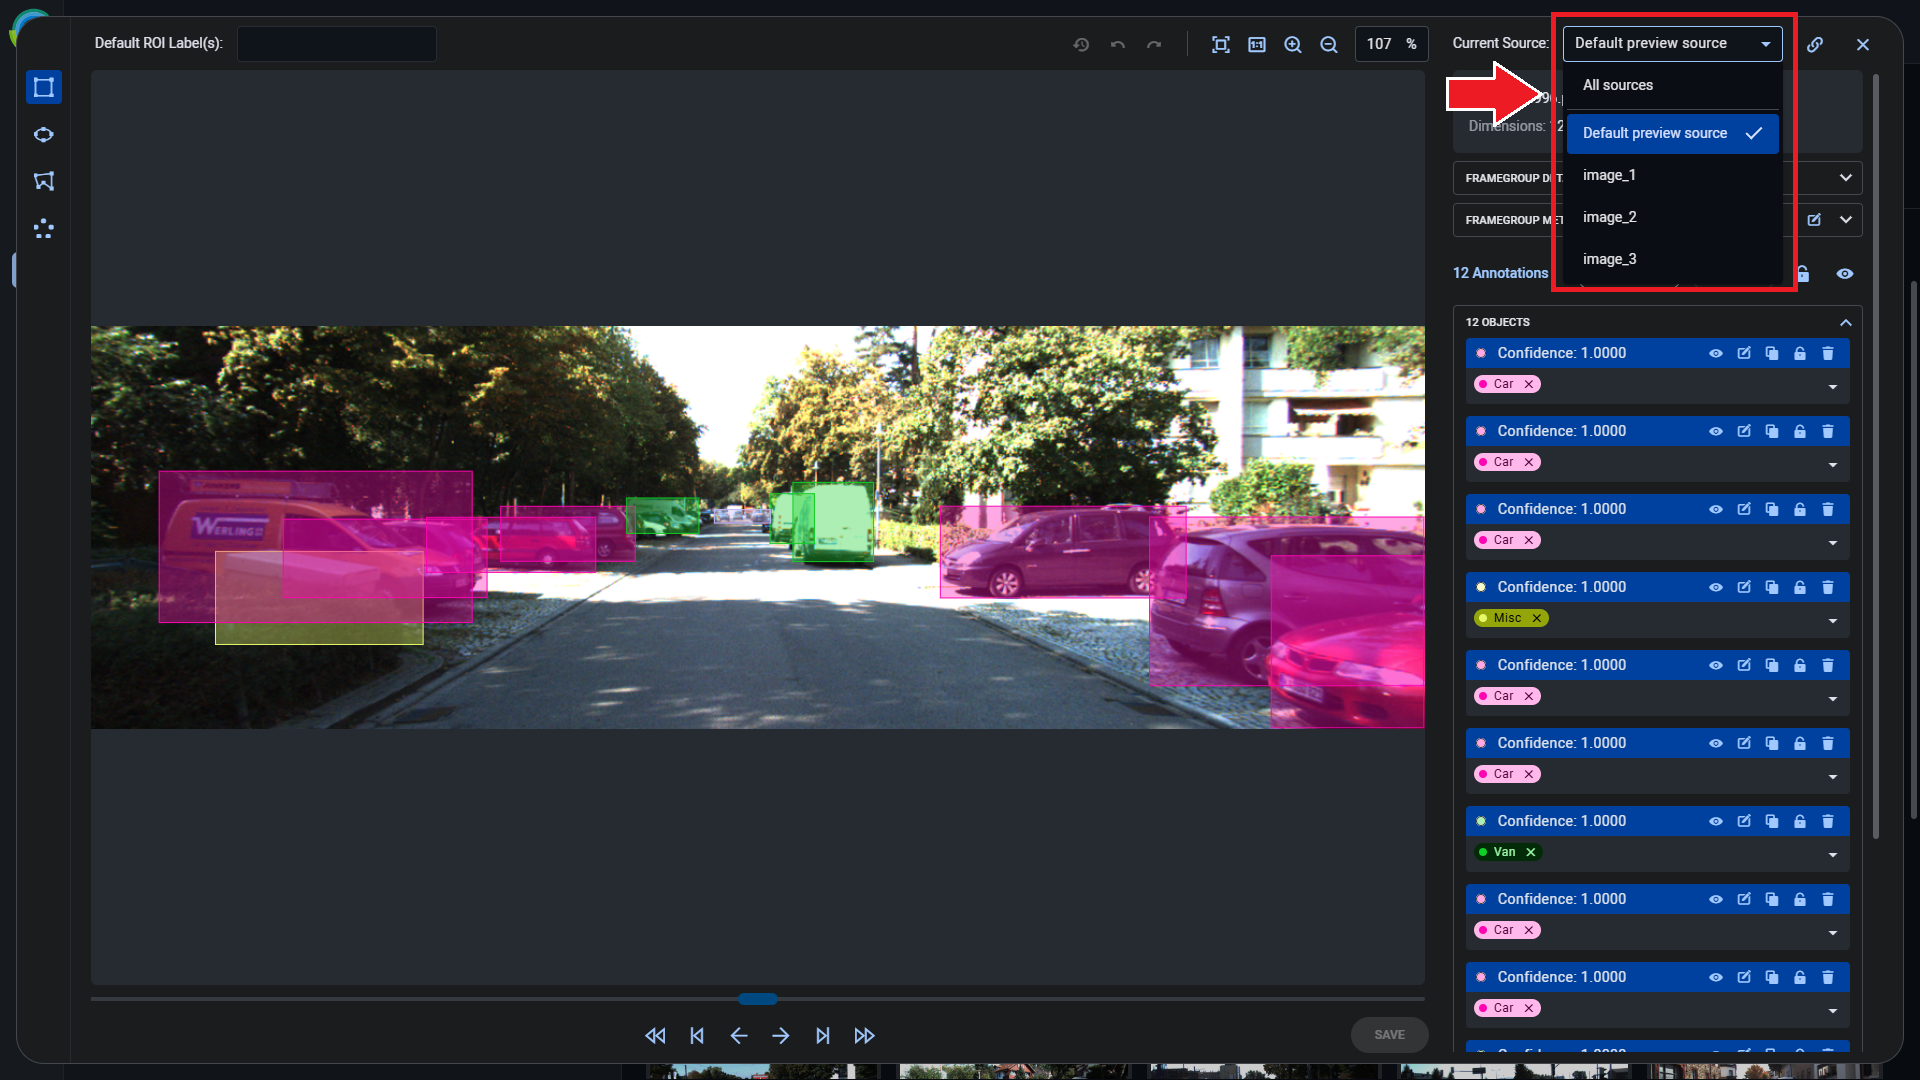 Default ROI Label(s):
107 %
Current Source:
Default preview source
All sources
Default preview source
image_1
image_2
image_3
Dimensions:
FRAMEGROUP
FRAMEGROUP
12 Annotations
12 OBJECTS
Confidence: 1.0000
Car
Confidence: 1.0000
Car
Confidence: 1.0000
Car
Confidence: 1.0000
Misc
Confidence: 1.0000
Car
Confidence: 1.0000
Car
Confidence: 1.0000
Van
Confidence: 1.0000
Car
Confidence: 1.0000
Car
WERLING
SAVE